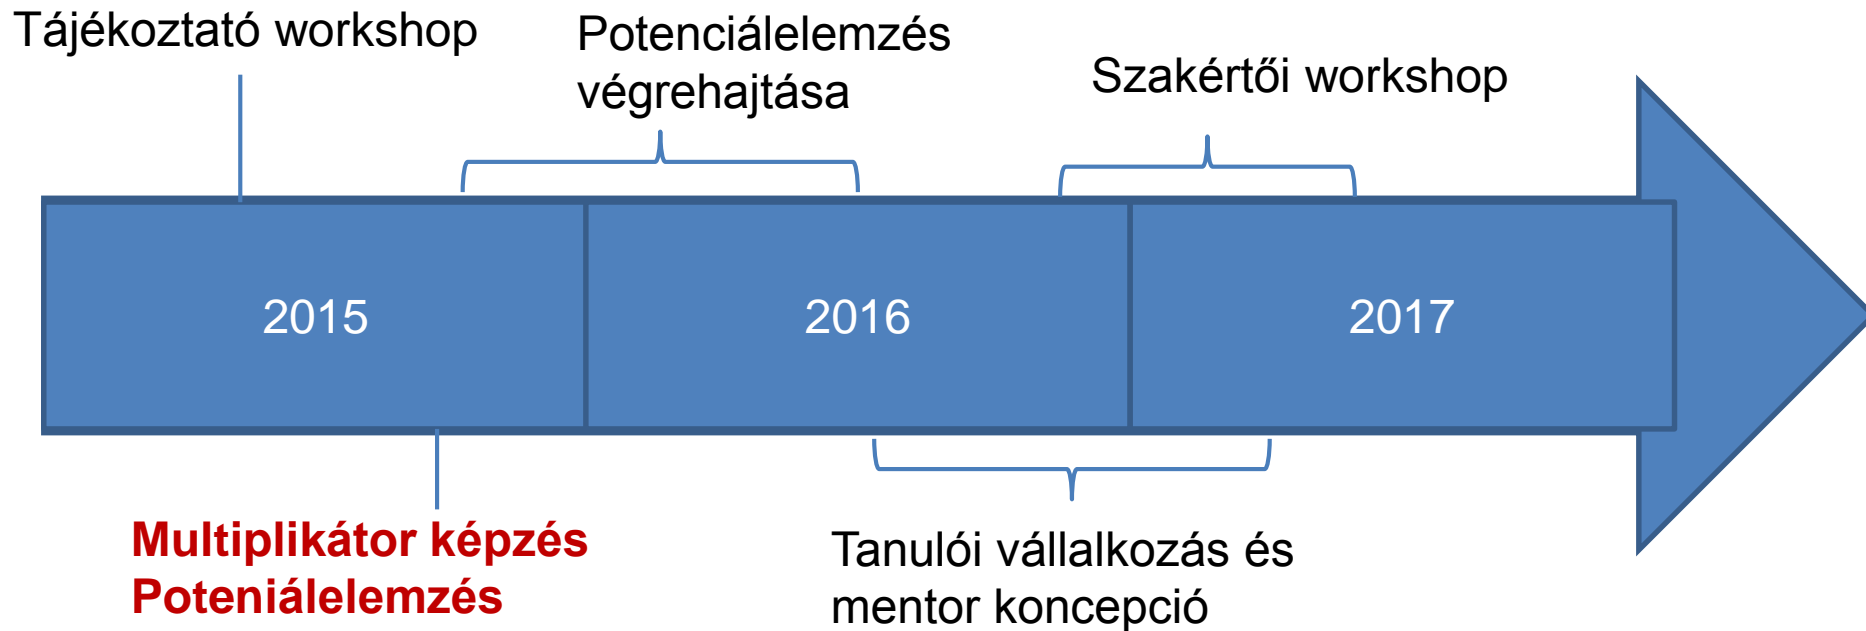 Tájékoztató workshop
Potenciálelemzés
végrehajtása
Szakértői workshop
2015
2016
2017
Multiplikátor képzés
Poteniálelemzés
Tanulói vállalkozás és
mentor koncepció